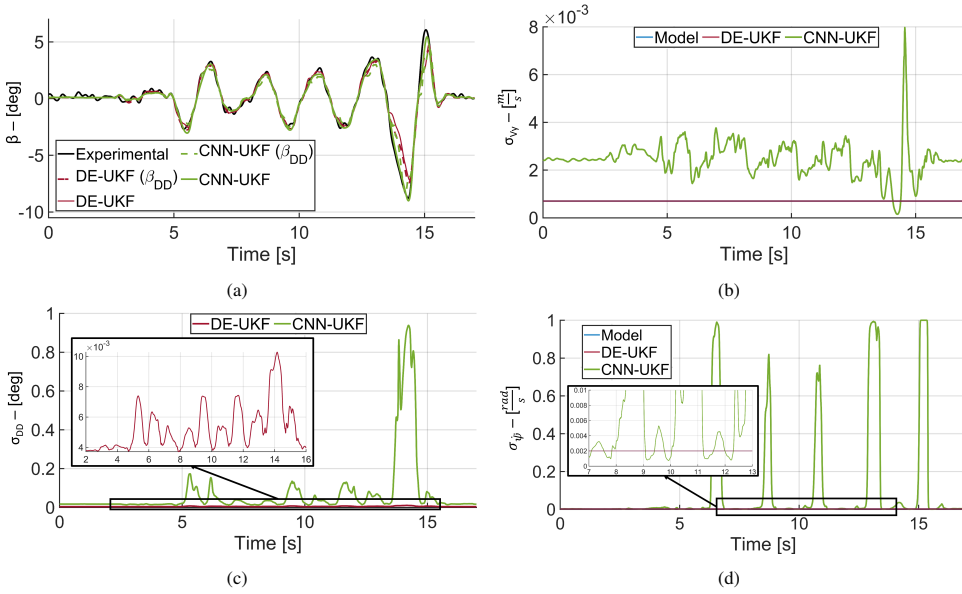 5
0
-5
-10
β – [deg]
Experimental
DE-UKF (β_DD)
DE-UKF
CNN-UKF (β_DD)
CNN-UKF
0 5 10 15
Time [s]
(a)
×10⁻³
8
6
4
2
0
σ_Vy – [m/s]
Model DE-UKF CNN-UKF
0 5 10 15
Time [s]
(b)
1
0.8
0.6
0.4
0.2
0
σ_DD – [deg]
DE-UKF CNN-UKF
10 ×10⁻³
8
6
4
2 4 6 8 10 12 14 16
0 5 10 15
Time [s]
(c)
1
0.8
0.6
0.4
0.2
0
σ_ψ̇ – [rad/s]
Model
DE-UKF
CNN-UKF
0.01
0.008
0.006
0.004
0.002
0
7 8 9 10 11 12 13
0 5 10 15
Time [s]
(d)